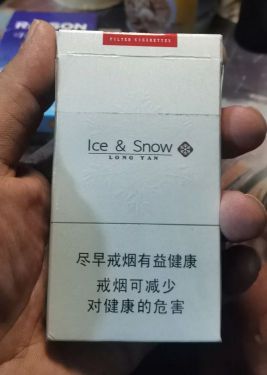 FILTER CIGARETTES
Ice & Snow
LONG YAN
尽早戒烟有益健康
戒烟可减少
对健康的危害